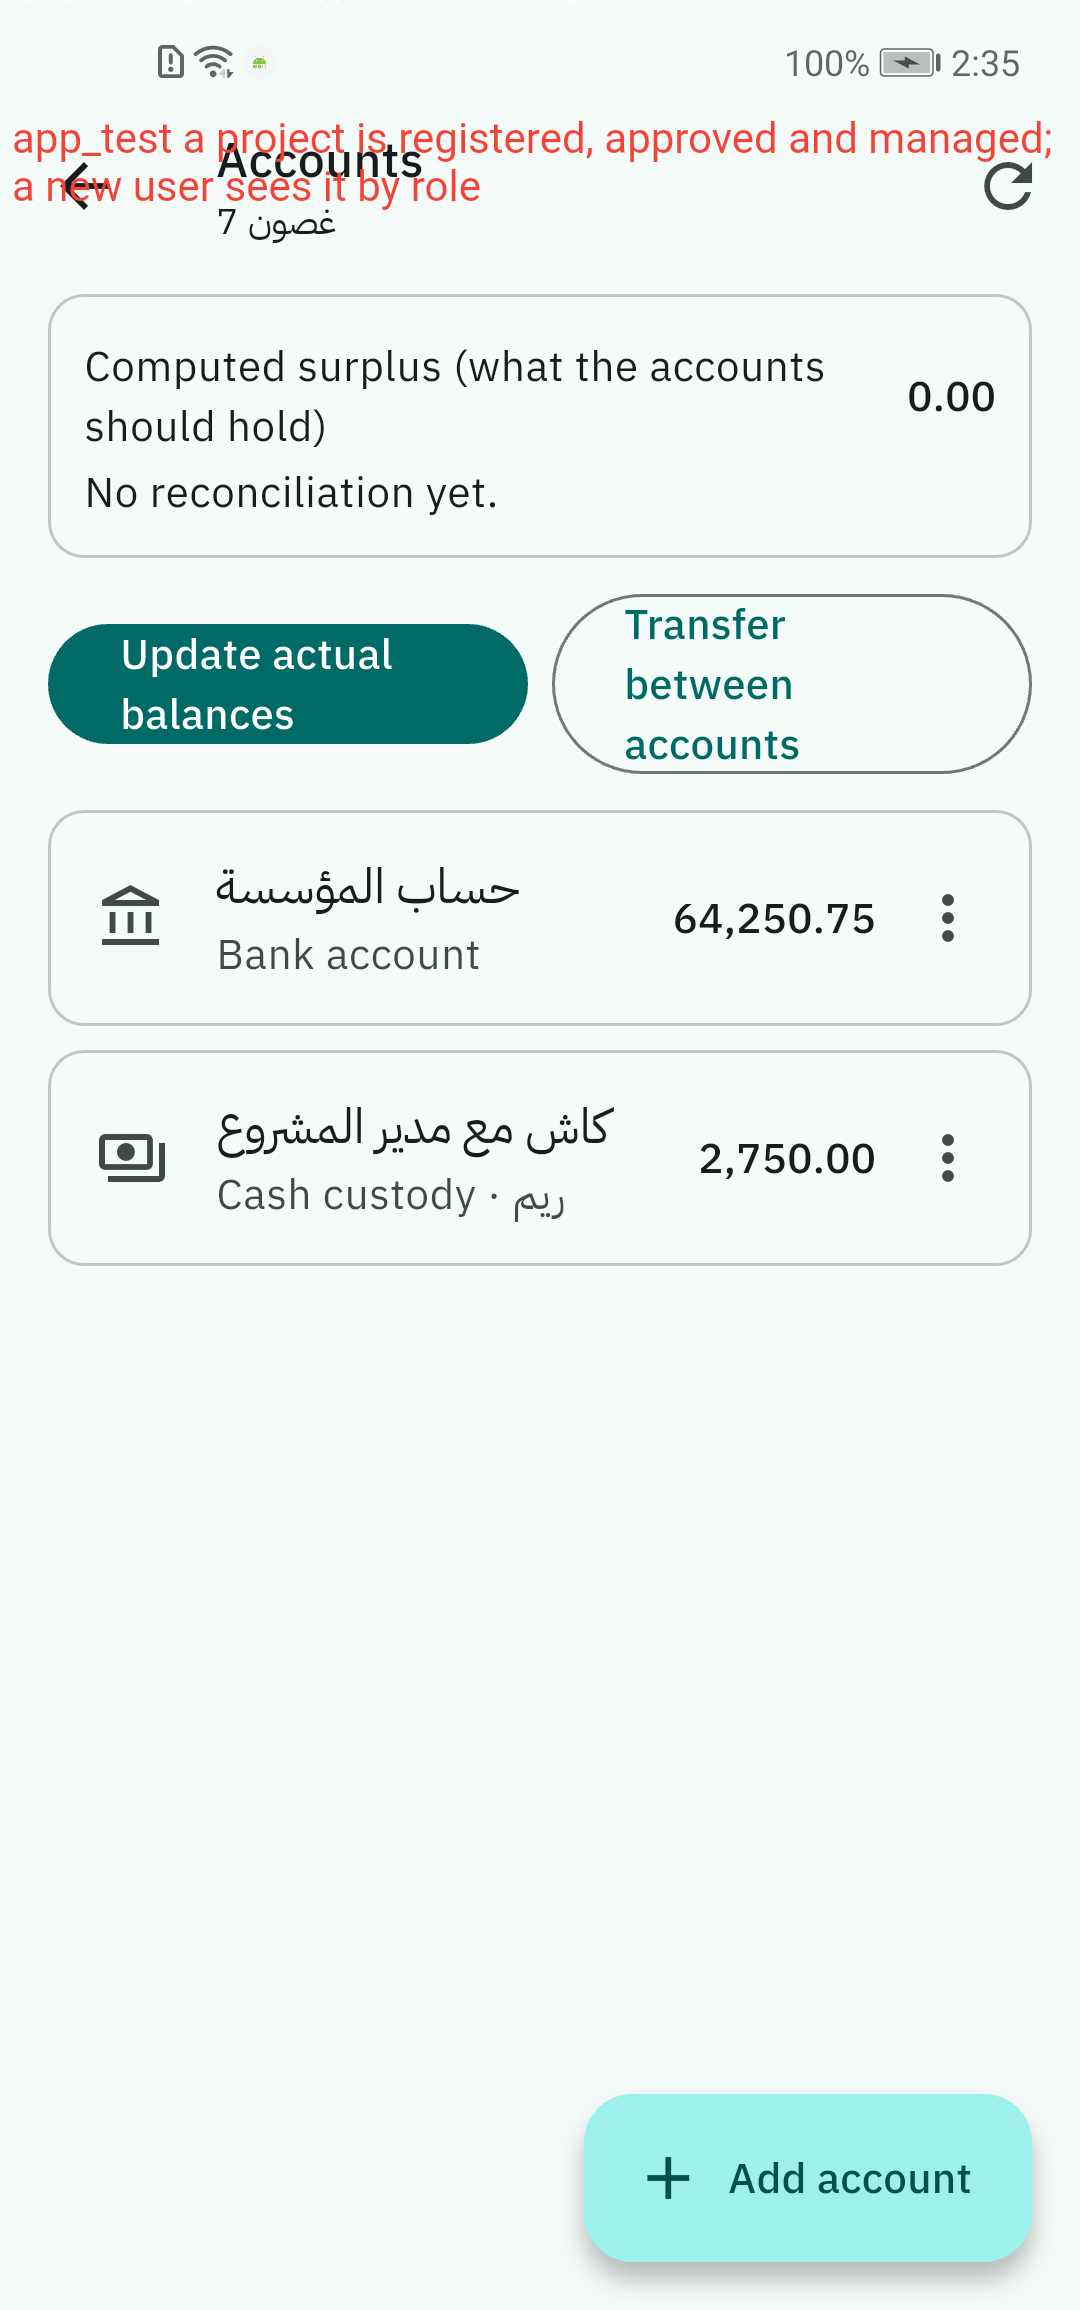 100% 2:35
app_test a project is registered, approved and managed;
a new user sees it by role
Accounts
غصون 7
Computed surplus (what the accounts
should hold)
0.00
No reconciliation yet.
Update actual
balances
Transfer
between
accounts
حساب المؤسسة
Bank account
64,250.75
كاش مع مدير المشروع
Cash custody · ريم
2,750.00
Add account